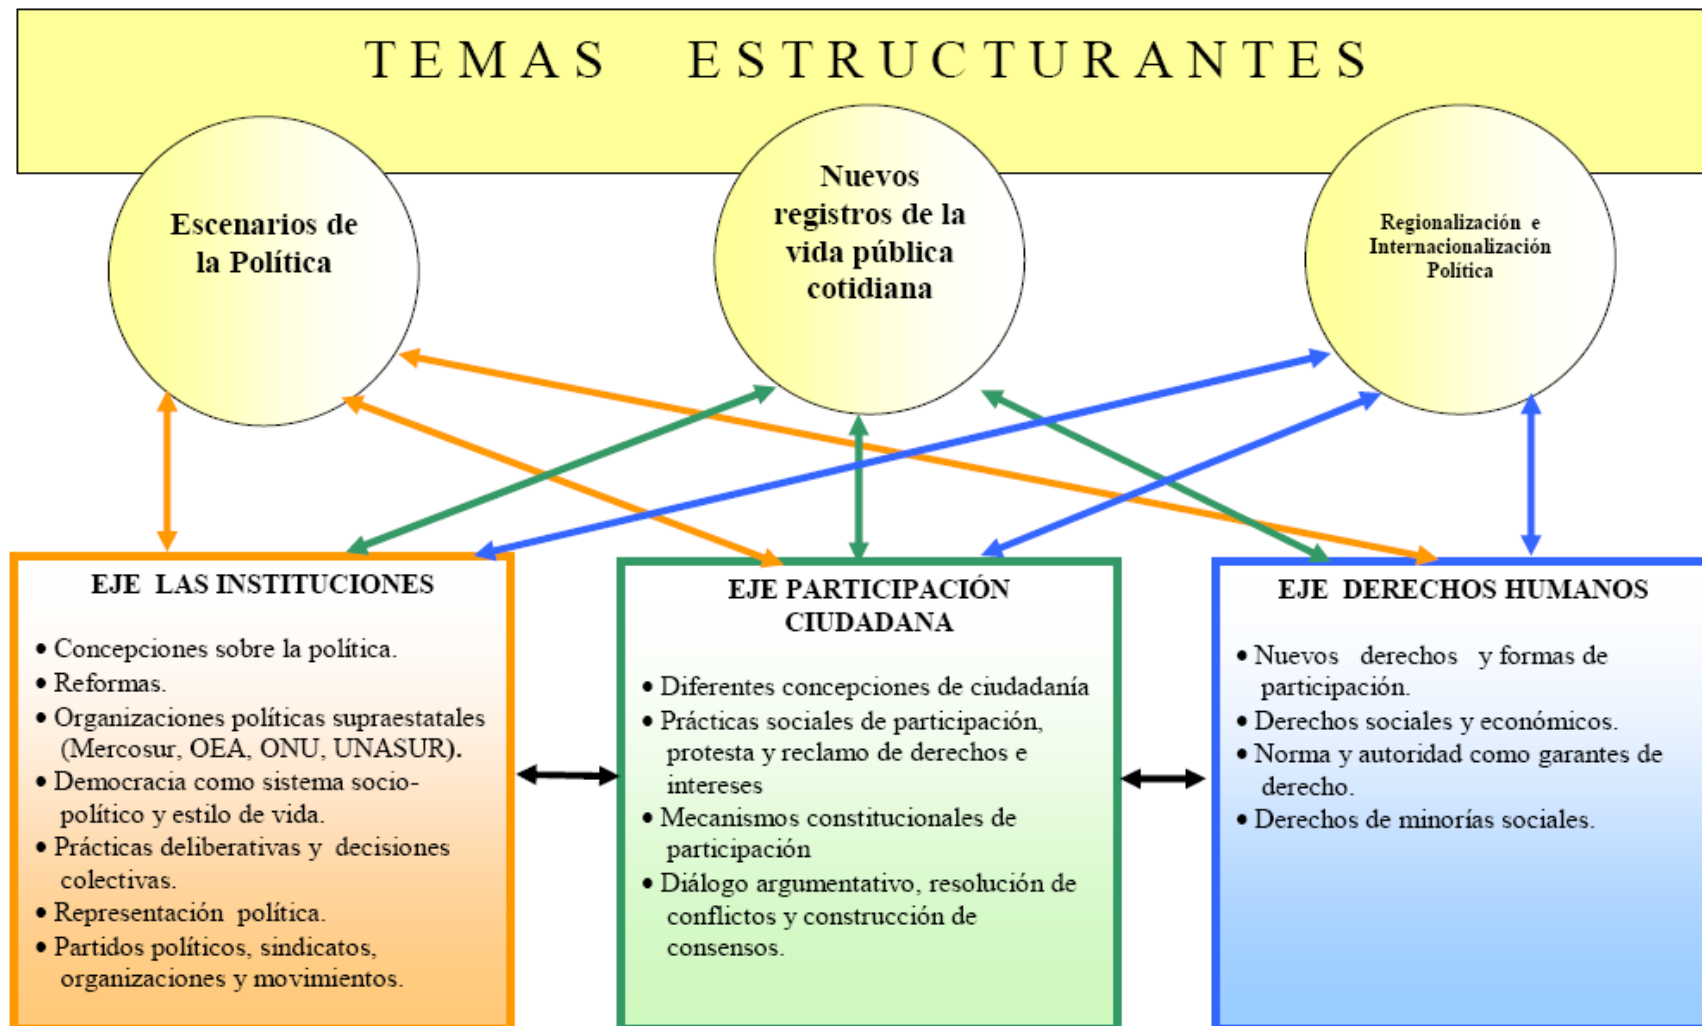 TEMAS ESTRUCTURANTES
Escenarios de
la Política
Nuevos
registros de la
vida pública
cotidiana
Regionalización e
Internacionalización
Política
EJE LAS INSTITUCIONES
• Concepciones sobre la política.
• Reformas.
• Organizaciones políticas supraestatales
(Mercosur, OEA, ONU, UNASUR).
• Democracia como sistema socio-
político y estilo de vida.
• Prácticas deliberativas y decisiones
colectivas.
• Representación política.
• Partidos políticos, sindicatos,
organizaciones y movimientos.
EJE PARTICIPACIÓN
CIUDADANA
• Diferentes concepciones de ciudadanía
• Prácticas sociales de participación,
protesta y reclamo de derechos e
intereses
• Mecanismos constitucionales de
participación
• Diálogo argumentativo, resolución de
conflictos y construcción de
consensos.
EJE DERECHOS HUMANOS
• Nuevos derechos y formas de
participación.
• Derechos sociales y económicos.
• Norma y autoridad como garantes de
derecho.
• Derechos de minorías sociales.